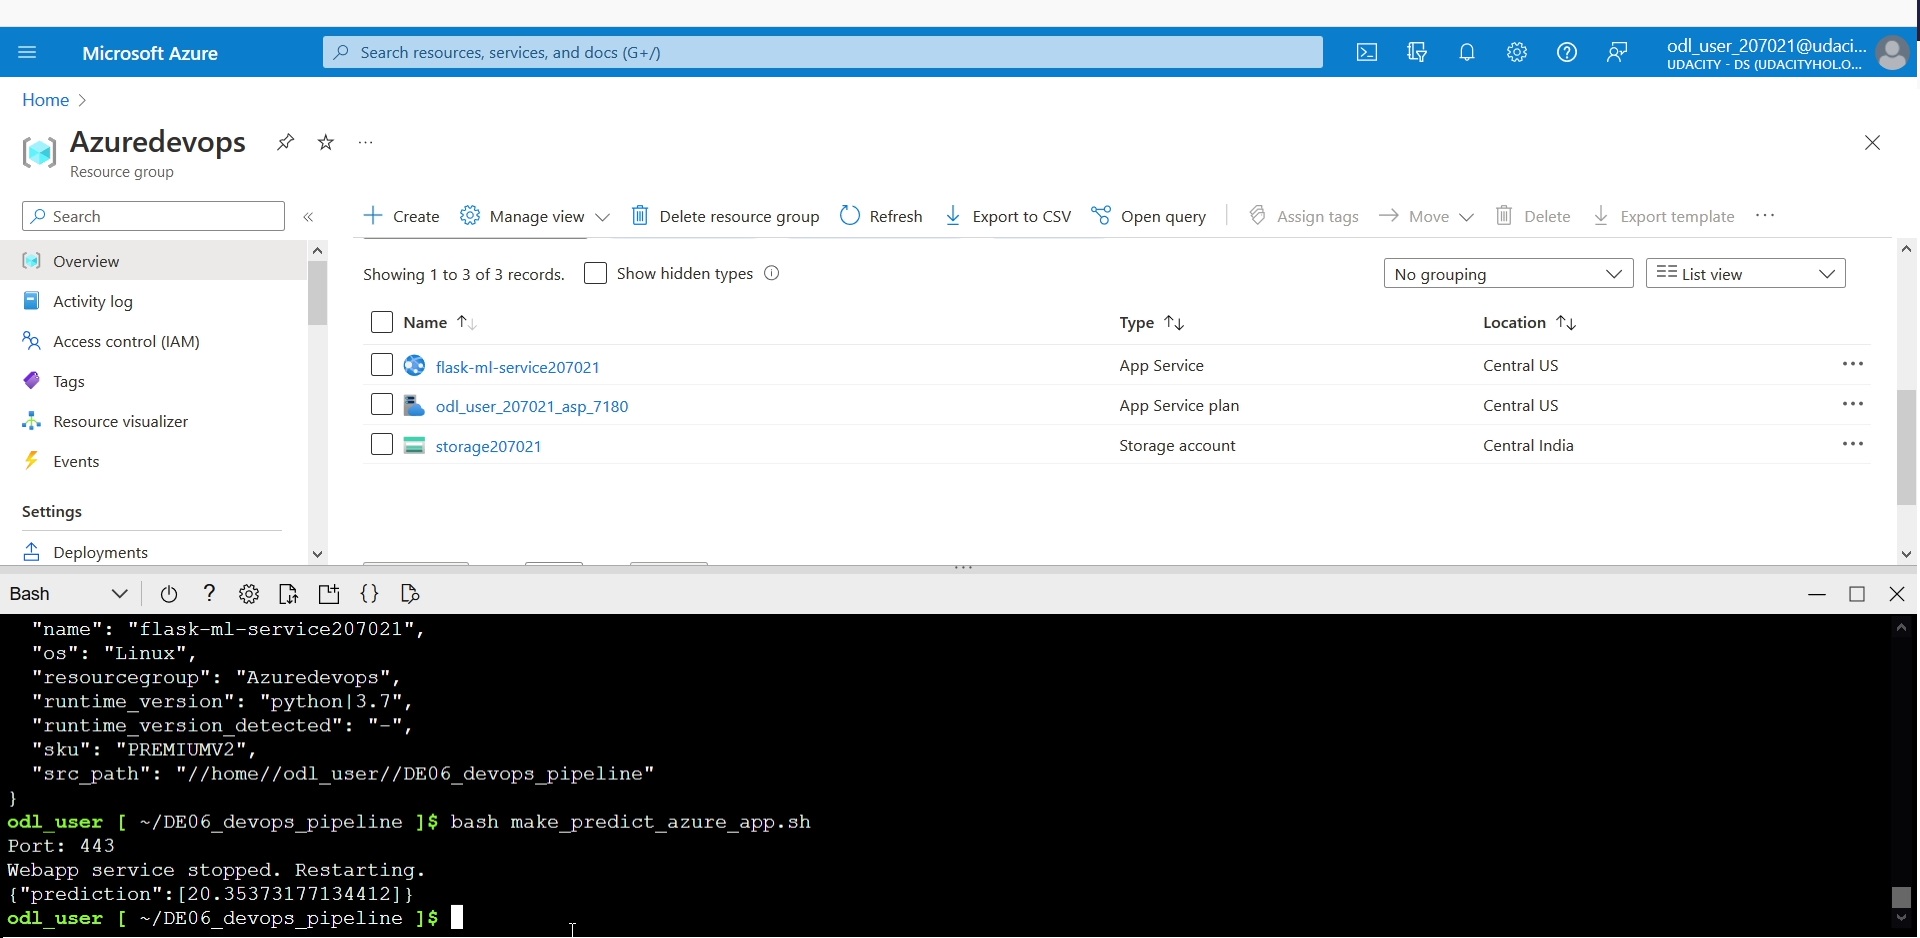 Microsoft Azure
Search resources, services, and docs (G+/)
odl_user_207021@udaci...
UDACITY - DS (UDACITYHOL.O...
Home
Azuredevops
...
Resource group
Search
«
Create
Manage view
Delete resource group
Refresh
Export to CSV
Open query
Assign tags
Move
Delete
Export template
...
Overview
Activity log
Access control (IAM)
Tags
Resource visualizer
Events
Settings
Deployments
Showing 1 to 3 of 3 records.
Show hidden types
No grouping
List view
Name
Type
Location
flask-ml-service207021
App Service
Central US
...
odl_user_207021_asp_7180
App Service plan
Central US
...
storage207021
Storage account
Central India
...
Bash
"name": "flask-ml-service207021",
"os": "Linux",
"resourcegroup": "Azuredevops",
"runtime_version": "python|3.7",
"runtime_version_detected": "-",
"sku": "PREMIUMV2",
"src_path": "//home//odl_user//DE06_devops_pipeline"
}
odl_user [ ~/DE06_devops_pipeline ]$ bash make_predict_azure_app.sh
Port: 443
Webapp service stopped. Restarting.
{"prediction":[20.35373177134412]}
odl_user [ ~/DE06_devops_pipeline ]$